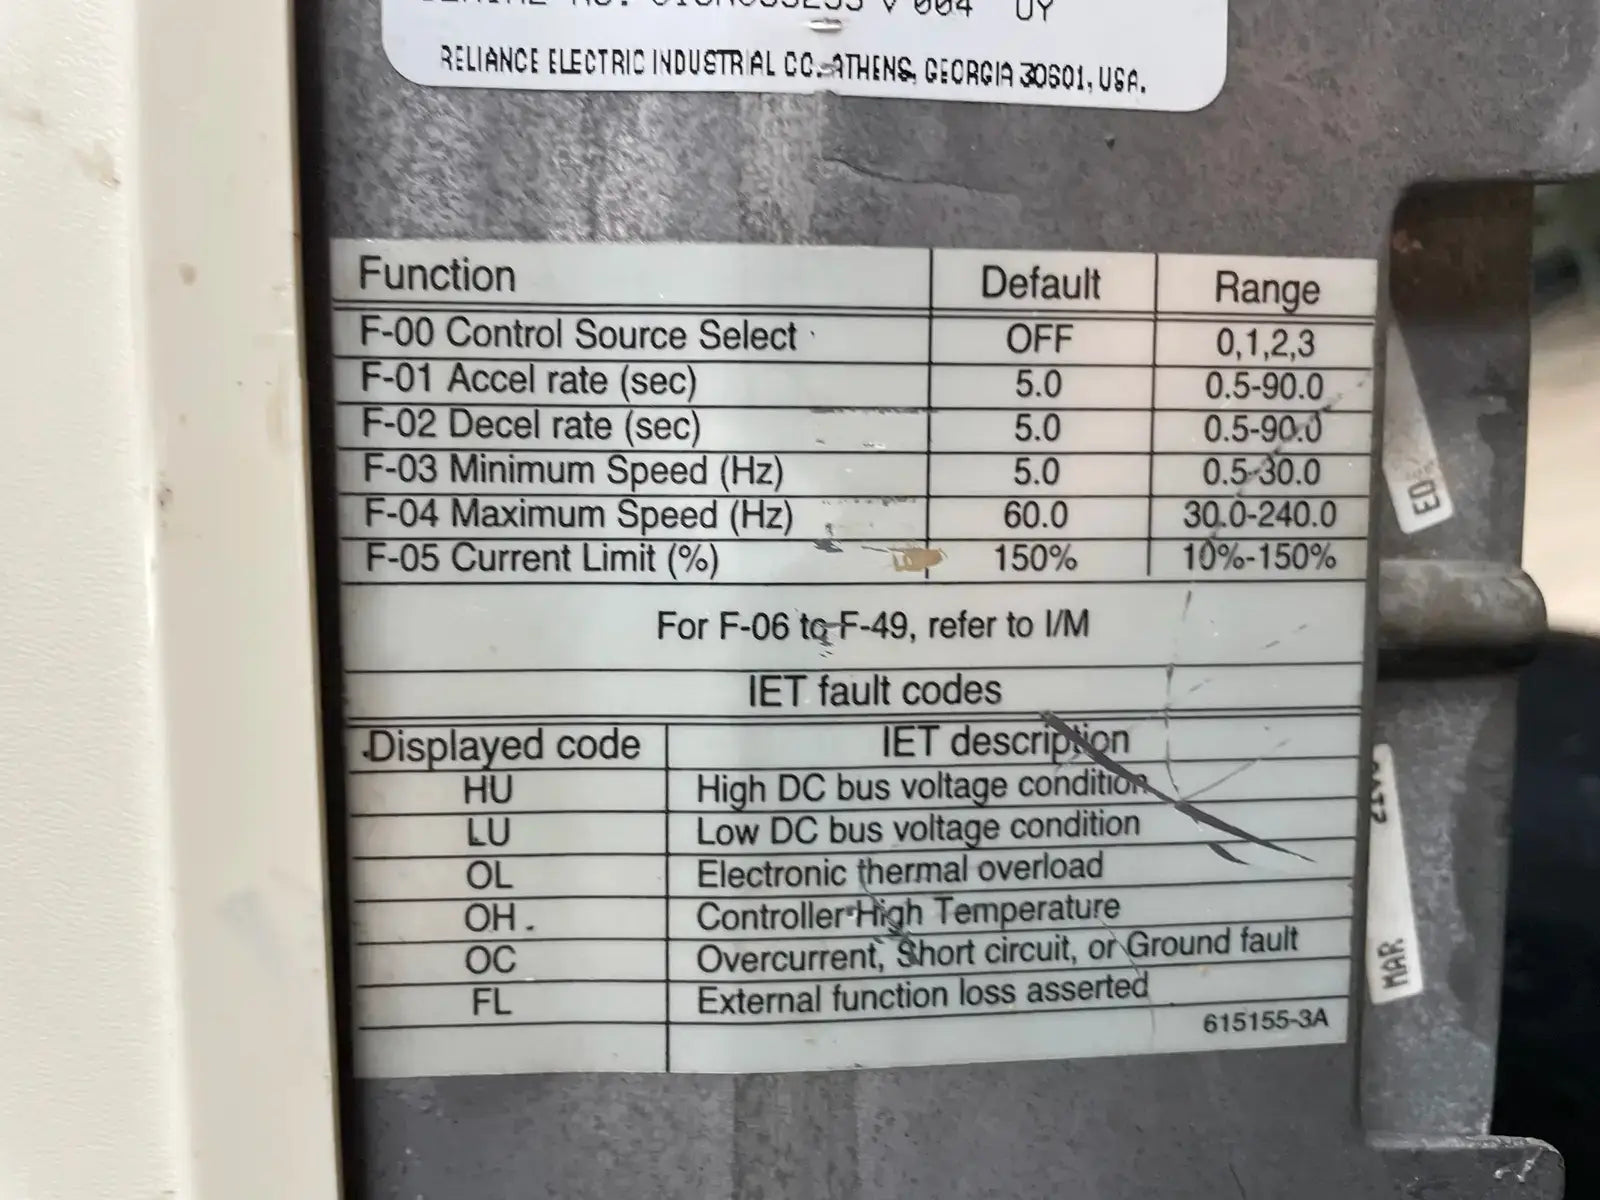 RELIANCE ELECTRIC INDUSTRIAL CO. ATHENS, GEORGIA 30601, USA.
Function Default Range
F-00 Control Source Select OFF 0,1,2,3
F-01 Accel rate (sec) 5.0 0.5-90.0
F-02 Decel rate (sec) 5.0 0.5-90.0
F-03 Minimum Speed (Hz) 5.0 0.5-30.0
F-04 Maximum Speed (Hz) 60.0 30.0-240.0
F-05 Current Limit (%) 150% 10%-150%
For F-06 to F-49, refer to I/M
IET fault codes
Displayed code IET description
HU High DC bus voltage condition
LU Low DC bus voltage condition
OL Electronic thermal overload
OH Controller High Temperature
OC Overcurrent, Short circuit, or Ground fault
FL External function loss asserted
615155-3A
MAR